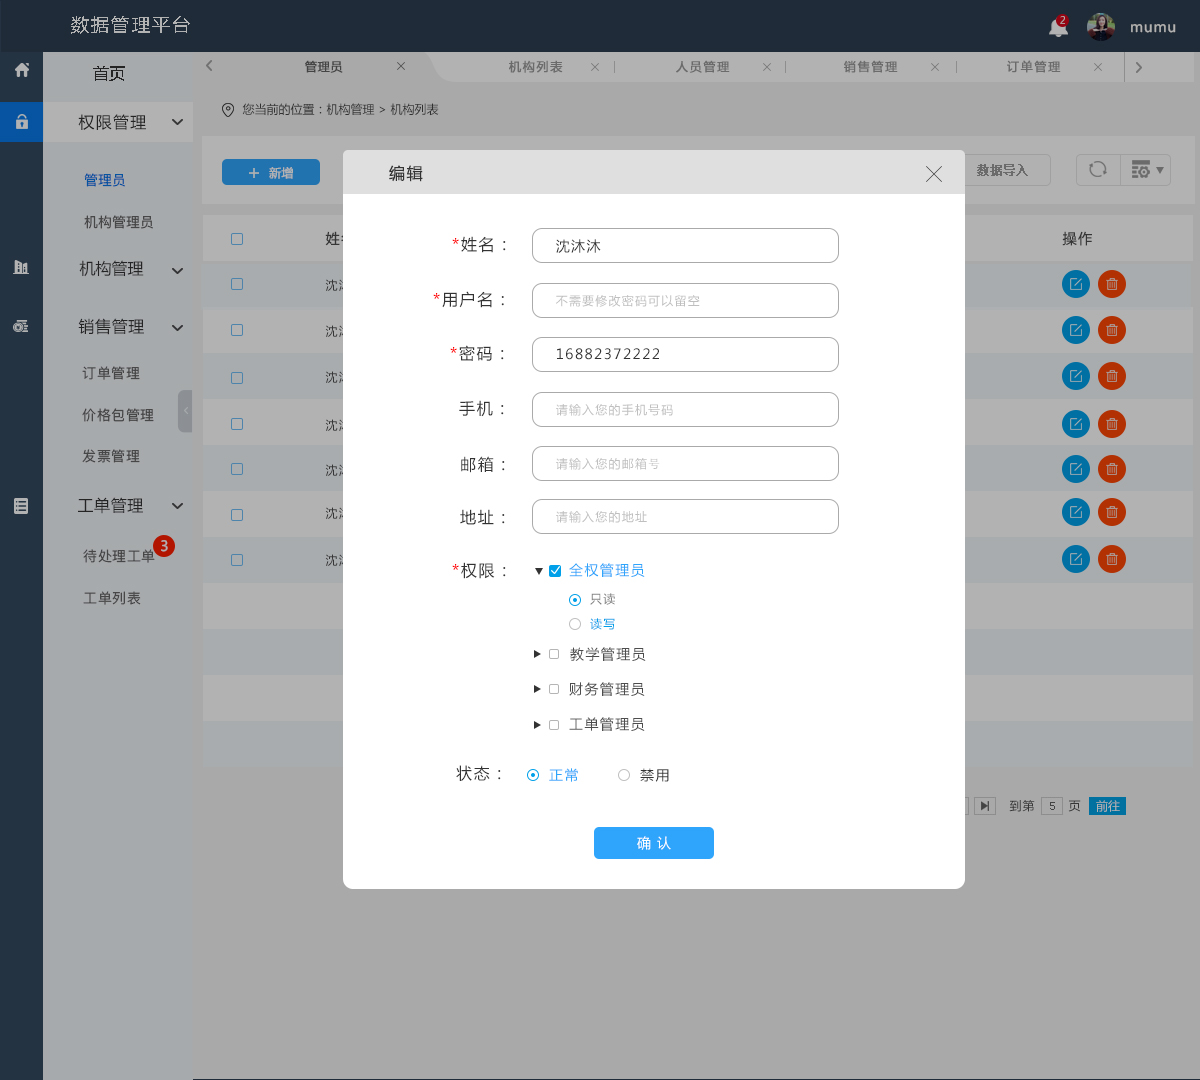 数据管理平台
2
mumu
首页
管理员
机构列表
人员管理
销售管理
订单管理
您当前的位置：机构管理 > 机构列表
权限管理
管理员
机构管理员
机构管理
销售管理
订单管理
价格包管理
发票管理
工单管理
待处理工单
3
工单列表
+ 新增
数据导入
操作
编辑
*姓名：
沈沐沐
*用户名：
不需要修改密码可以留空
*密码：
16882372222
手机：
请输入您的手机号码
邮箱：
请输入您的邮箱号
地址：
请输入您的地址
*权限：
全权管理员
只读
读写
教学管理员
财务管理员
工单管理员
状态：
正常
禁用
确 认
到第 5 页 前往